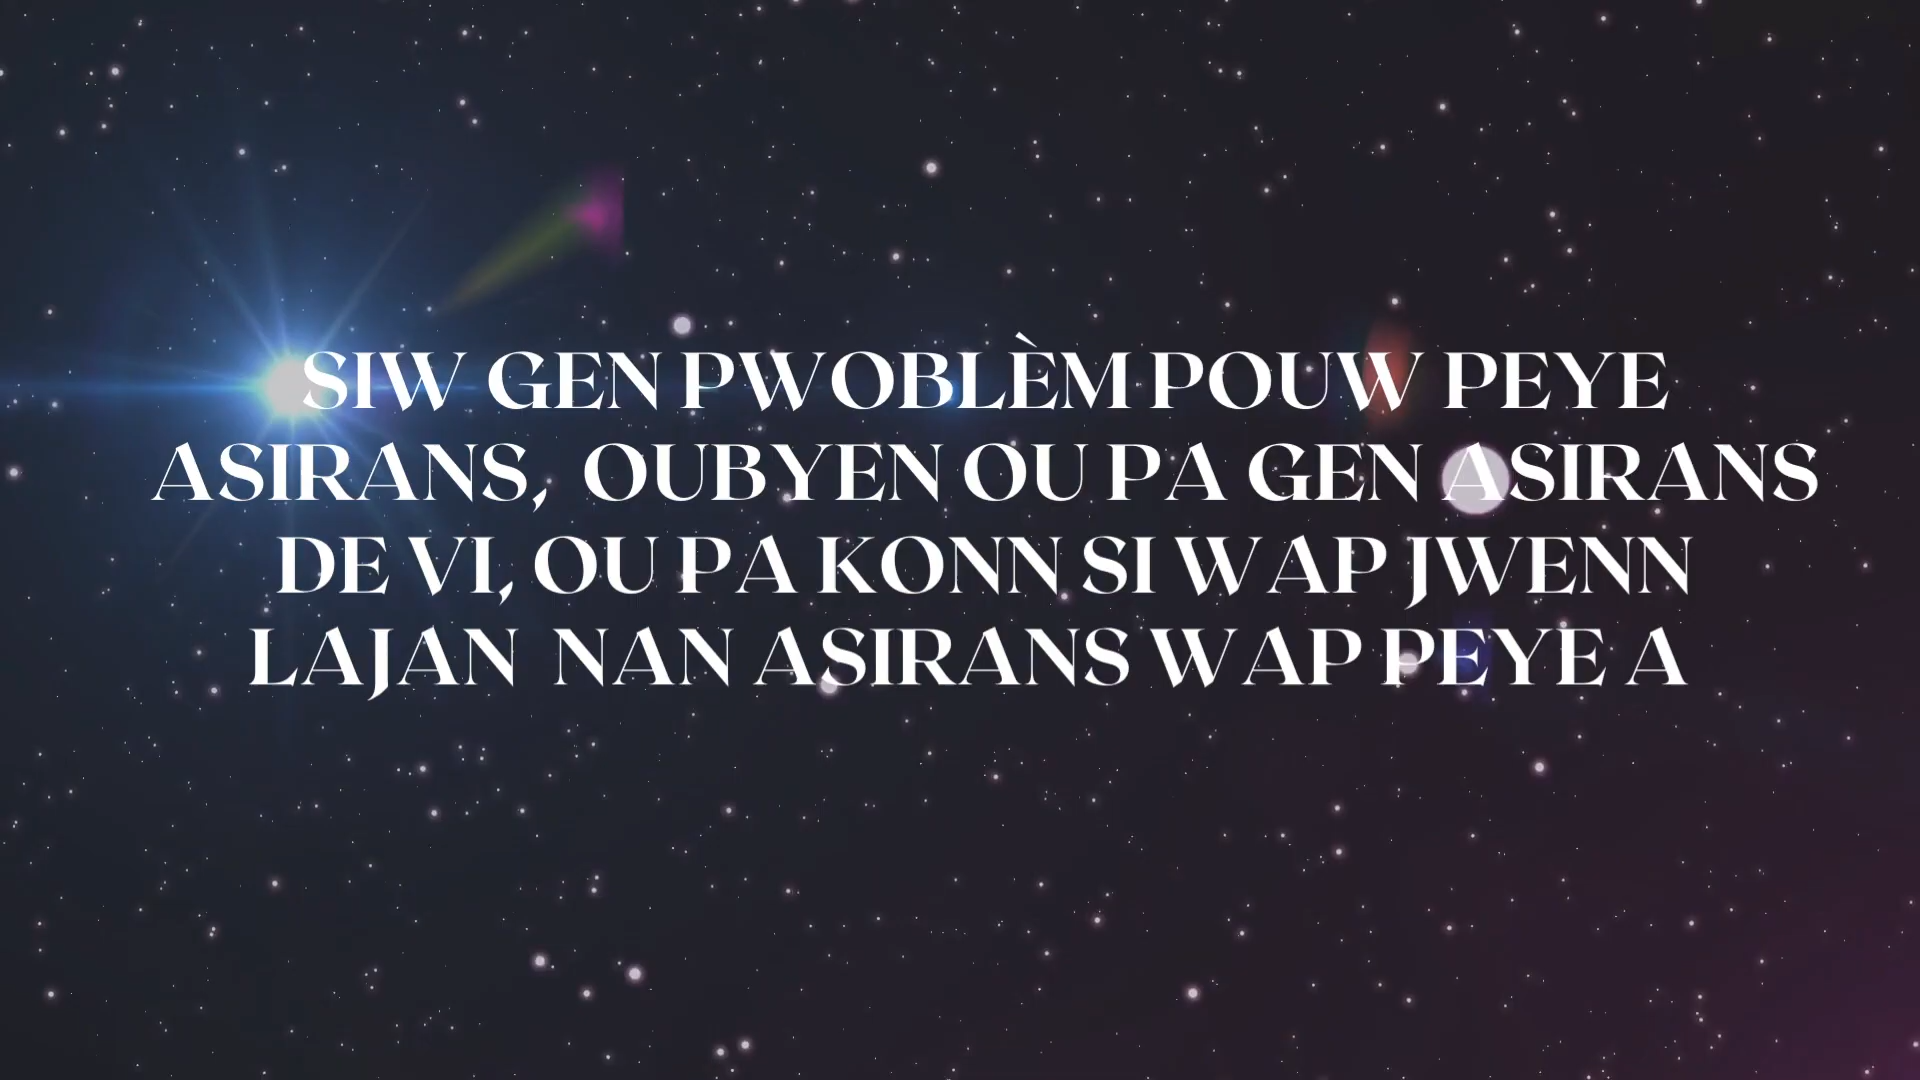 SIW GEN PWOBLÈM POUW PEYE
ASIRANS, OUBYEN OU PA GEN ASIRANS
DE VI, OU PA KONN SI WAP JWENN
LAJAN NAN ASIRANS WAP PEYE A